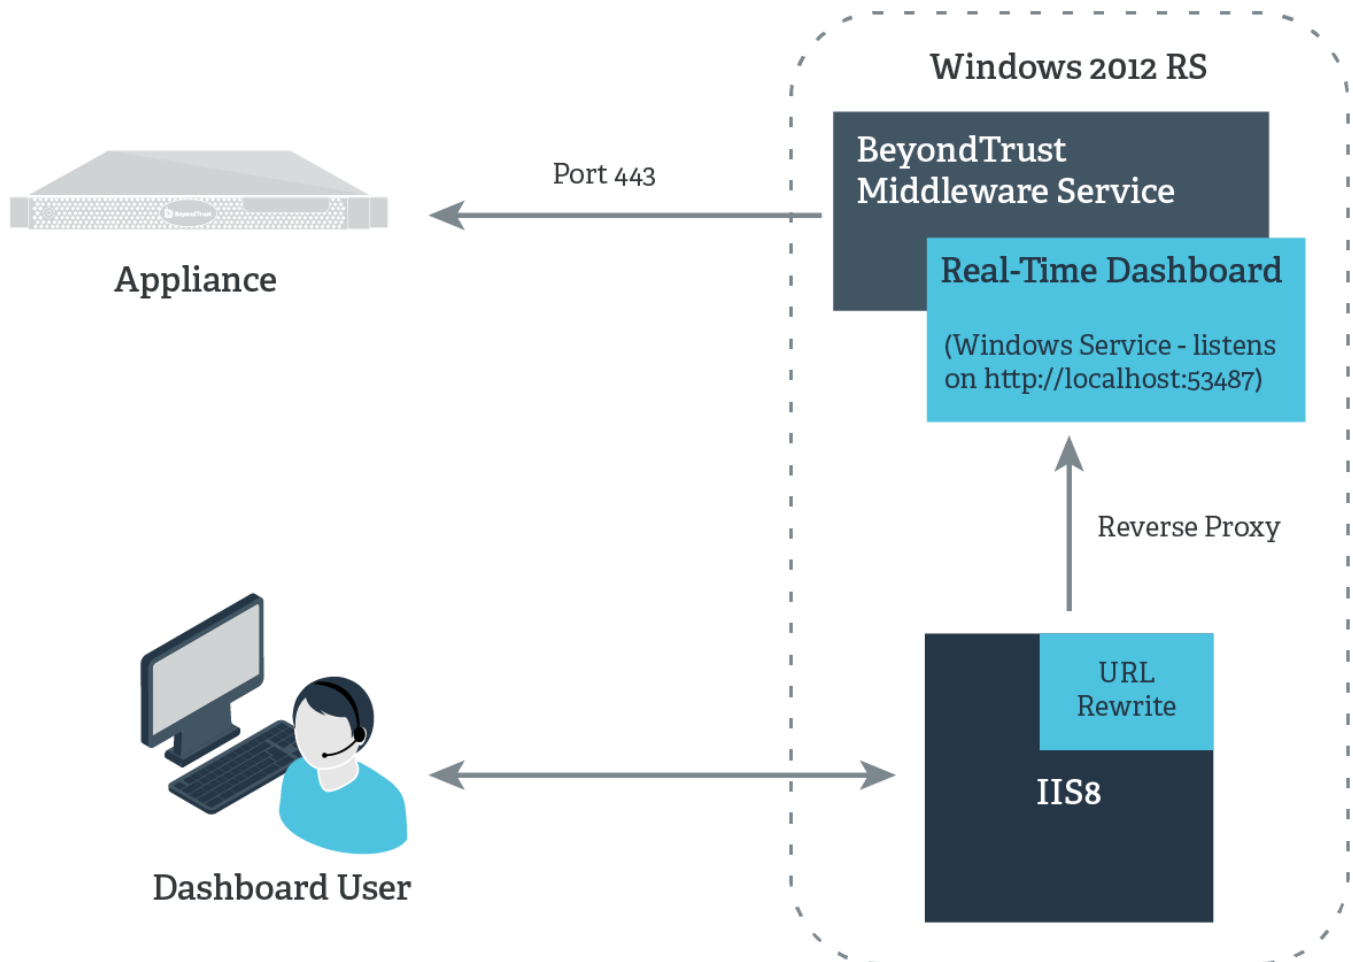 Windows 2012 RS
BeyondTrust
Middleware Service
Port 443
BeyondTrust
Appliance
Real-Time Dashboard
(Windows Service - listens
on http://localhost:53487)
Reverse Proxy
URL
Rewrite
IIS8
Dashboard User